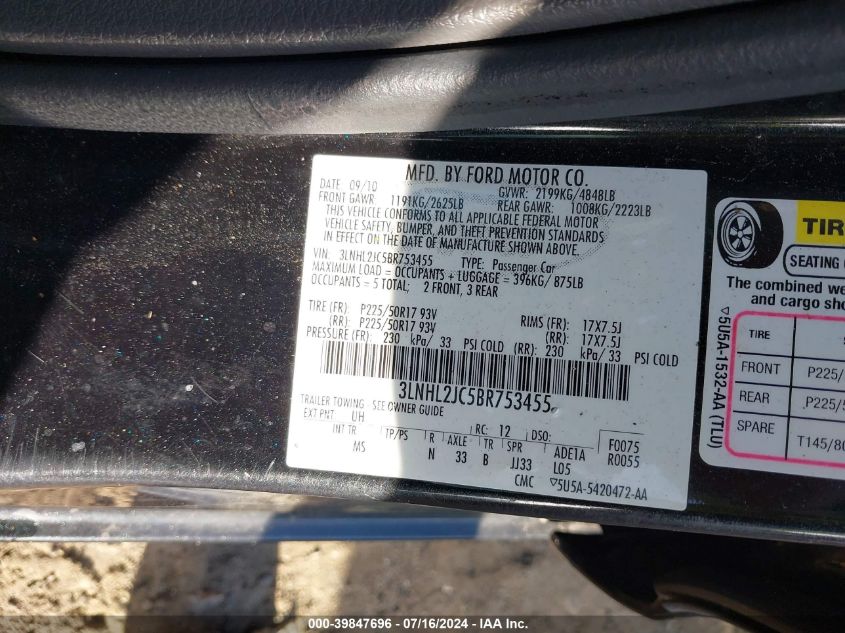 MFD. BY FORD MOTOR CO.
DATE: 09/10 GVWR: 2199KG/4848LB
FRONT GAWR: 1191KG/2625LB REAR GAWR: 1008KG/2223LB
THIS VEHICLE CONFORMS TO ALL APPLICABLE FEDERAL MOTOR
VEHICLE SAFETY, BUMPER, AND THEFT PREVENTION STANDARDS
IN EFFECT ON THE DATE OF MANUFACTURE SHOWN ABOVE.
VIN: 3LNHL2JC5BR753455 TYPE: Passenger Car
MAXIMUM LOAD = OCCUPANTS + LUGGAGE = 396KG/ 875LB
OCCUPANTS = 5 TOTAL; 2 FRONT, 3 REAR
TIRE (FR): P225/50R17 93V RIMS (FR): 17X7.5J
(RR): P225/50R17 93V (RR): 17X7.5J
PRESSURE (FR): 230 kPa/ 33 PSI COLD (RR): 230 kPa/ 33 PSI COLD
3LNHL2JC5BR753455
TRAILER TOWING: SEE OWNER GUIDE
EXT PNT: UH RC: 12 DSO:
INT TR TP/PS R AXLE TR SPR ADE1A F0075
MS N 33 B JJ33 L05 R0055
CMC ▽5U5A-5420472-AA
▽5U5A-1532-AA (TLU)
TIR
SEATING
The combined we
and cargo sho
TIRE
FRONT P225/
REAR P225/5
SPARE T145/80
000-39847696 - 07/16/2024 - IAA Inc.